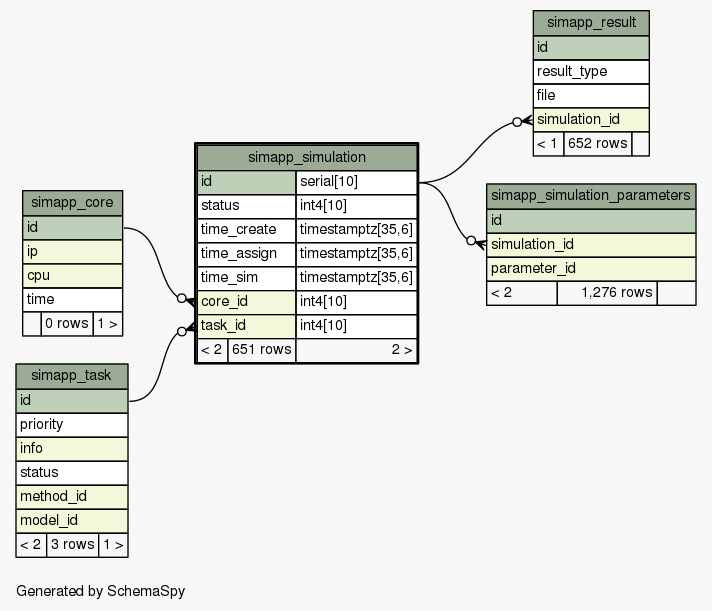 simapp_result
id
result_type
file
simulation_id
< 1 652 rows
simapp_simulation
id serial[10]
status int4[10]
time_create timestamptz[35,6]
time_assign timestamptz[35,6]
time_sim timestamptz[35,6]
core_id int4[10]
task_id int4[10]
< 2 651 rows 2 >
simapp_simulation_parameters
id
simulation_id
parameter_id
< 2 1,276 rows
simapp_core
id
ip
cpu
time
0 rows 1 >
simapp_task
id
priority
info
status
method_id
model_id
< 2 3 rows 1 >
Generated by SchemaSpy